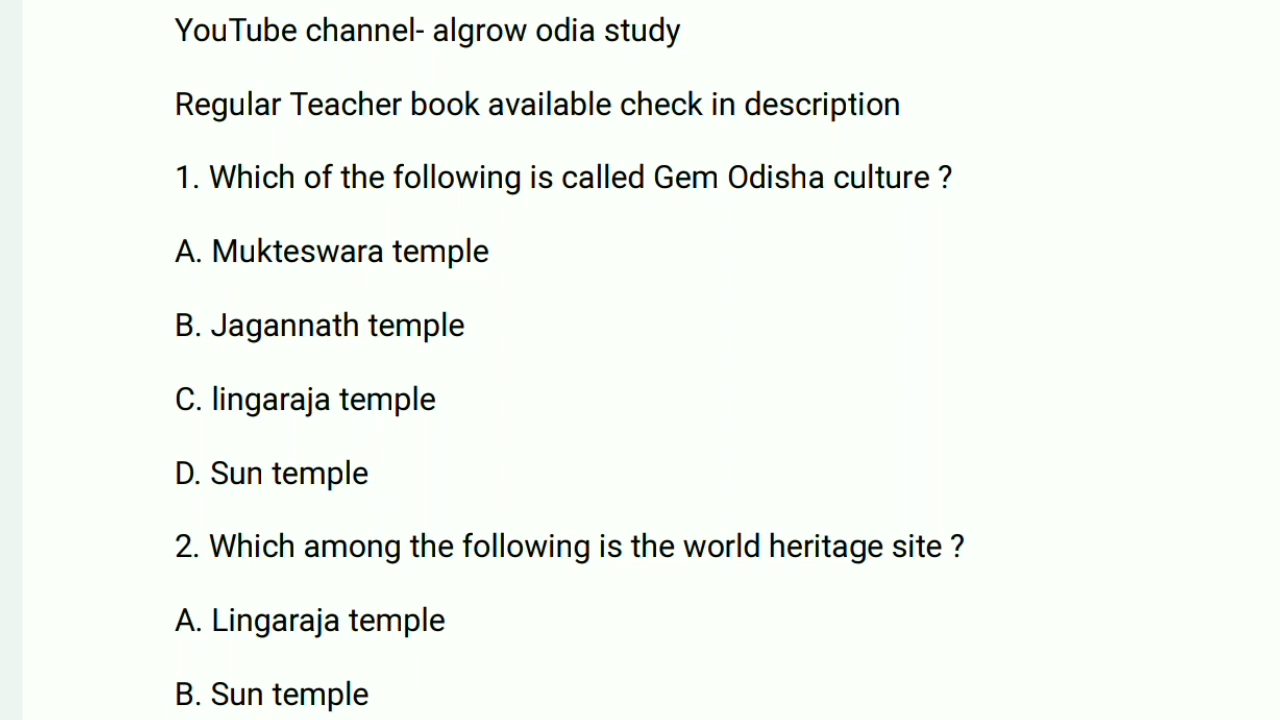 YouTube channel- algrow odia study
Regular Teacher book available check in description
1. Which of the following is called Gem Odisha culture ?
A. Mukteswara temple
B. Jagannath temple
C. lingaraja temple
D. Sun temple
2. Which among the following is the world heritage site ?
A. Lingaraja temple
B. Sun temple